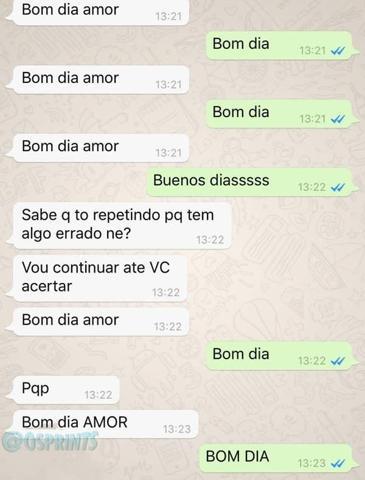 Bom dia amor
13:21
Bom dia
13:21
Bom dia amor
13:21
Bom dia
13:21
Bom dia amor
13:21
Buenos diasssss
13:22
Sabe q to repetindo pq tem
algo errado ne?
13:22
Vou continuar ate VC
acertar
13:22
Bom dia amor
13:22
Bom dia
13:22
Pqp
13:22
Bom dia AMOR
13:23
@OSPRINTS
BOM DIA
13:23